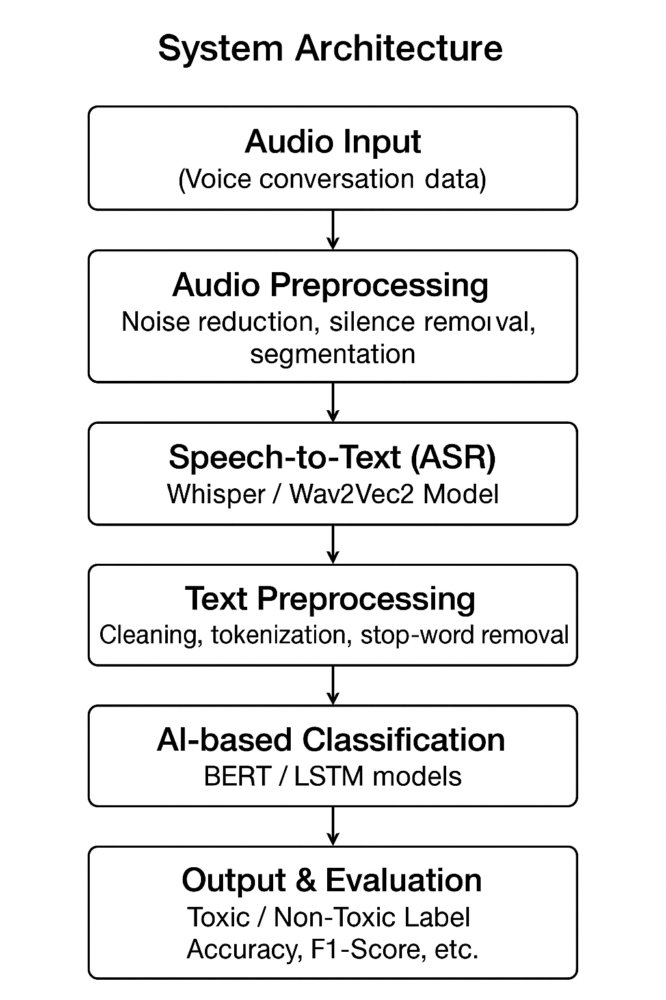 System Architecture
Audio Input
(Voice conversation data)
Audio Preprocessing
Noise reduction, silence remoıval,
segmentation
Speech-to-Text (ASR)
Whisper / Wav2Vec2 Model
Text Preprocessing
Cleaning, tokenization, stop-word removal
AI-based Classification
BERT / LSTM models
Output & Evaluation
Toxic / Non-Toxic Label
Accuracy, F1-Score, etc.